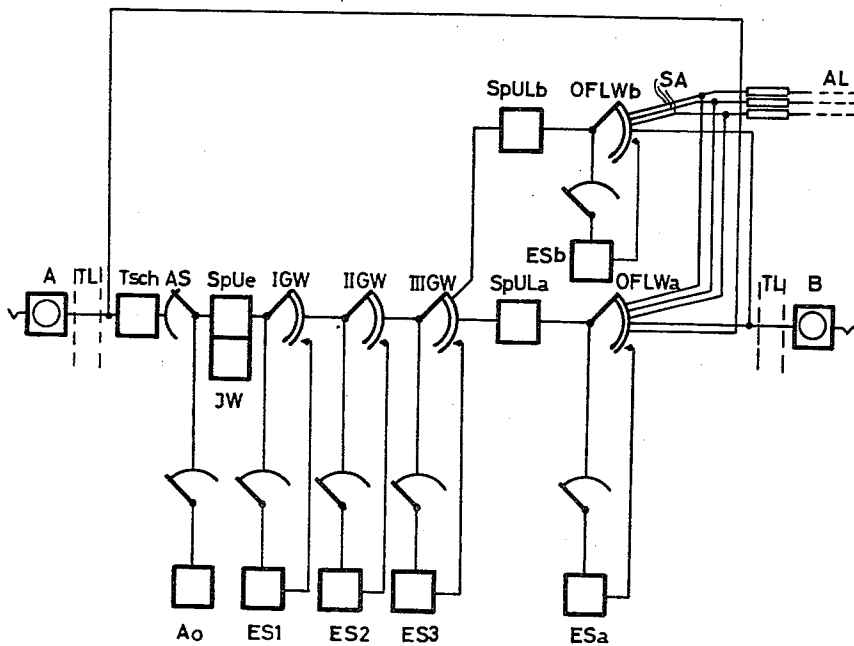 SpULb OFLWb SA AL
ESb
A TL Tsch AS SpUe IGW IIGW IIIGW SpULa OFLWa TL B
JW
Ao ES1 ES2 ES3 ESa